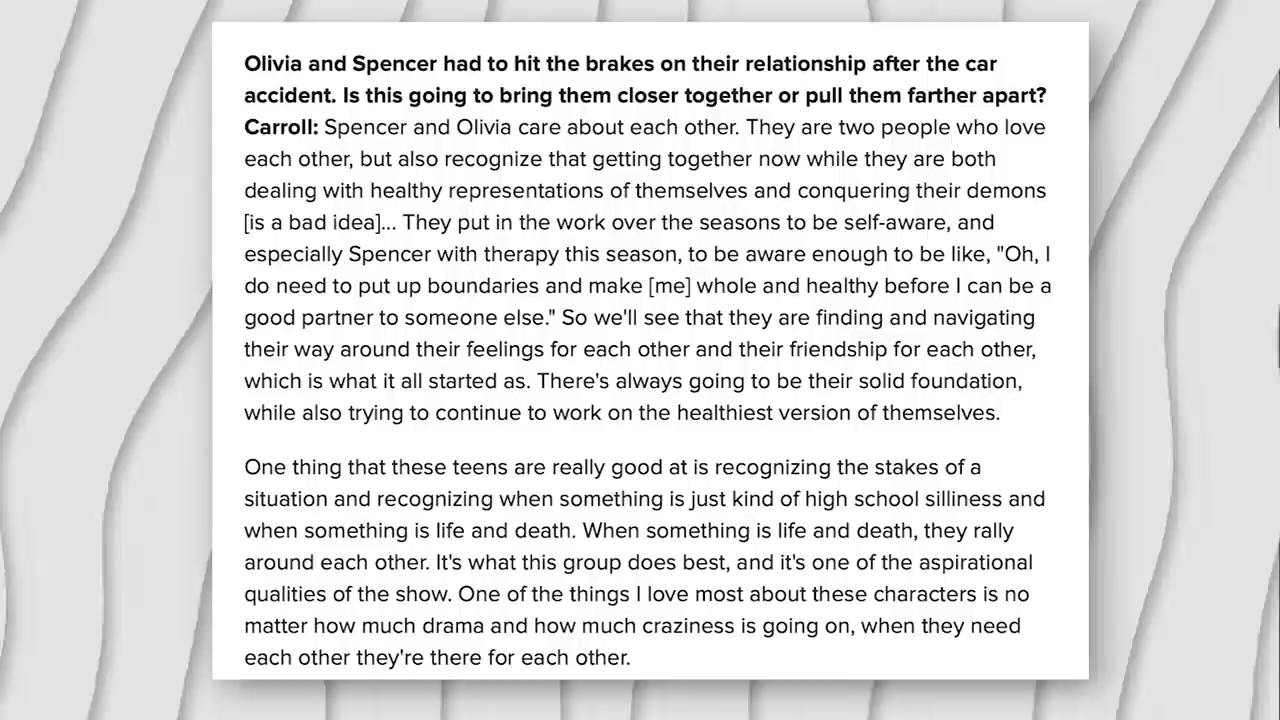 Olivia and Spencer had to hit the brakes on their relationship after the car
accident. Is this going to bring them closer together or pull them farther apart?
Carroll: Spencer and Olivia care about each other. They are two people who love
each other, but also recognize that getting together now while they are both
dealing with healthy representations of themselves and conquering their demons
[is a bad idea]... They put in the work over the seasons to be self-aware, and
especially Spencer with therapy this season, to be aware enough to be like, "Oh, I
do need to put up boundaries and make [me] whole and healthy before I can be a
good partner to someone else." So we'll see that they are finding and navigating
their way around their feelings for each other and their friendship for each other,
which is what it all started as. There's always going to be their solid foundation,
while also trying to continue to work on the healthiest version of themselves.
One thing that these teens are really good at is recognizing the stakes of a
situation and recognizing when something is just kind of high school silliness and
when something is life and death. When something is life and death, they rally
around each other. It's what this group does best, and it's one of the aspirational
qualities of the show. One of the things I love most about these characters is no
matter how much drama and how much craziness is going on, when they need
each other they're there for each other.